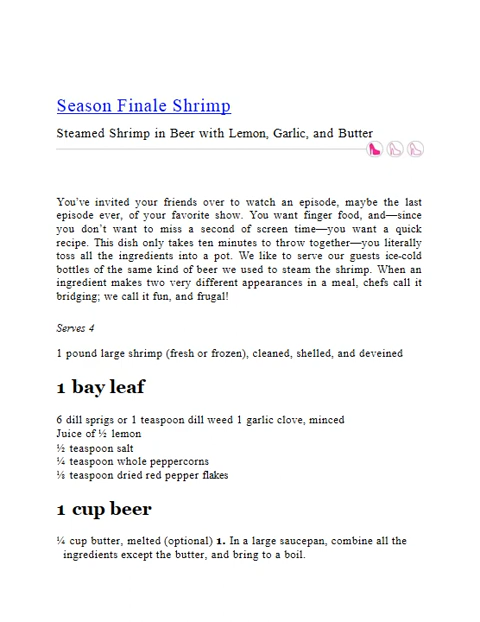 Season Finale Shrimp
Steamed Shrimp in Beer with Lemon, Garlic, and Butter
You've invited your friends over to watch an episode, maybe the last
episode ever, of your favorite show. You want finger food, and—since
you don't want to miss a second of screen time—you want a quick
recipe. This dish only takes ten minutes to throw together—you literally
toss all the ingredients into a pot. We like to serve our guests ice-cold
bottles of the same kind of beer we used to steam the shrimp. When an
ingredient makes two very different appearances in a meal, chefs call it
bridging; we call it fun, and frugal!
Serves 4
1 pound large shrimp (fresh or frozen), cleaned, shelled, and deveined
1 bay leaf
6 dill sprigs or 1 teaspoon dill weed 1 garlic clove, minced
Juice of ½ lemon
½ teaspoon salt
¼ teaspoon whole peppercorns
⅛ teaspoon dried red pepper flakes
1 cup beer
¼ cup butter, melted (optional) 1. In a large saucepan, combine all the
ingredients except the butter, and bring to a boil.